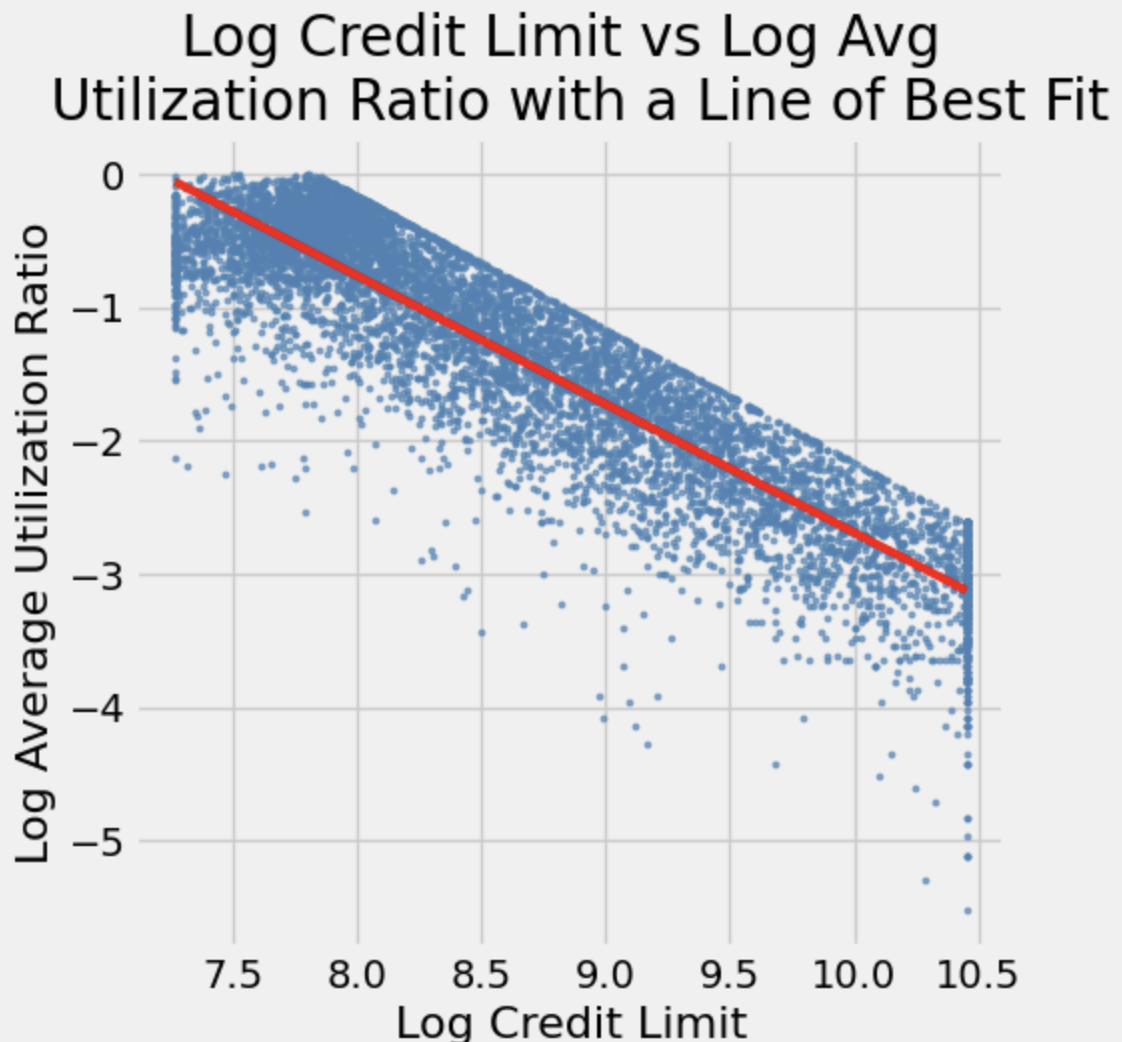 Log Credit Limit vs Log Avg
Utilization Ratio with a Line of Best Fit
Log Average Utilization Ratio
0
−1
−2
−3
−4
−5
7.5 8.0 8.5 9.0 9.5 10.0 10.5
Log Credit Limit